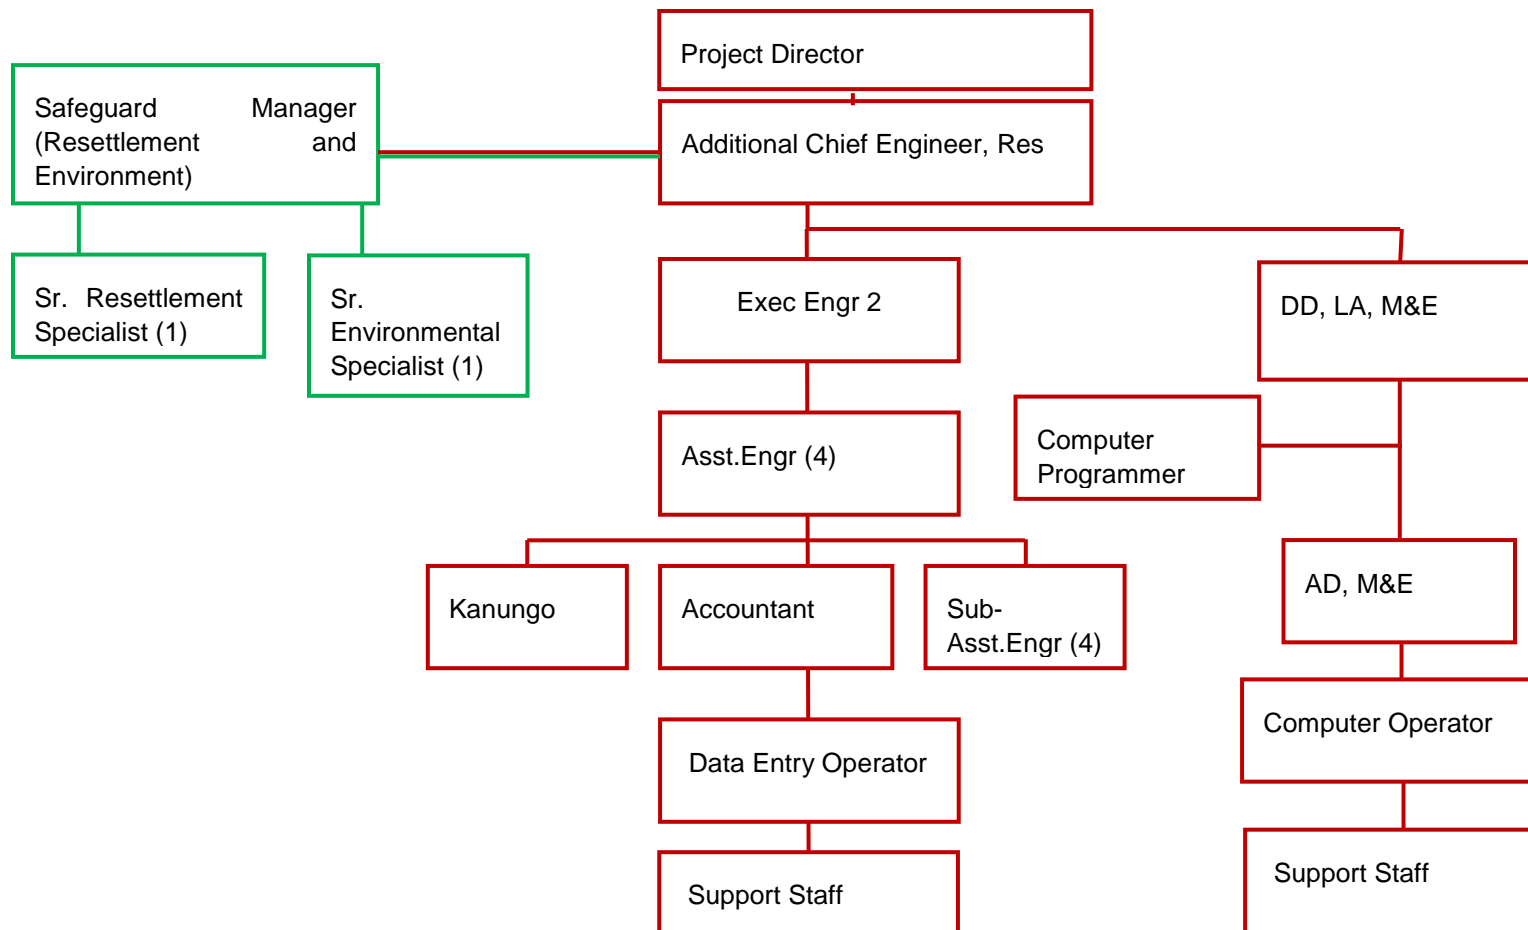 Project Director
Safeguard Manager
(Resettlement and
Environment)
Additional Chief Engineer, Res
Sr. Resettlement
Specialist (1)
Sr.
Environmental
Specialist (1)
Exec Engr 2
DD, LA, M&E
Asst.Engr (4)
Computer
Programmer
Kanungo
Accountant
Sub-
Asst.Engr (4)
AD, M&E
Data Entry Operator
Computer Operator
Support Staff
Support Staff